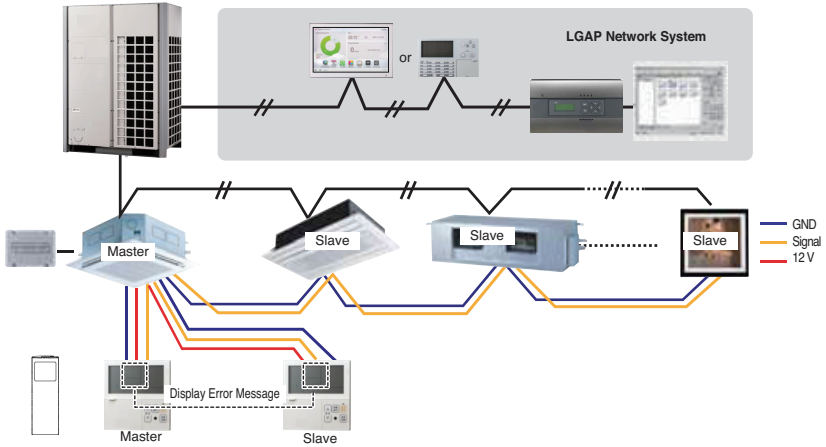 LGAP Network System
or
Master
Slave
Slave
Slave
GND
Signal
12 V
Display Error Message
Master
Slave